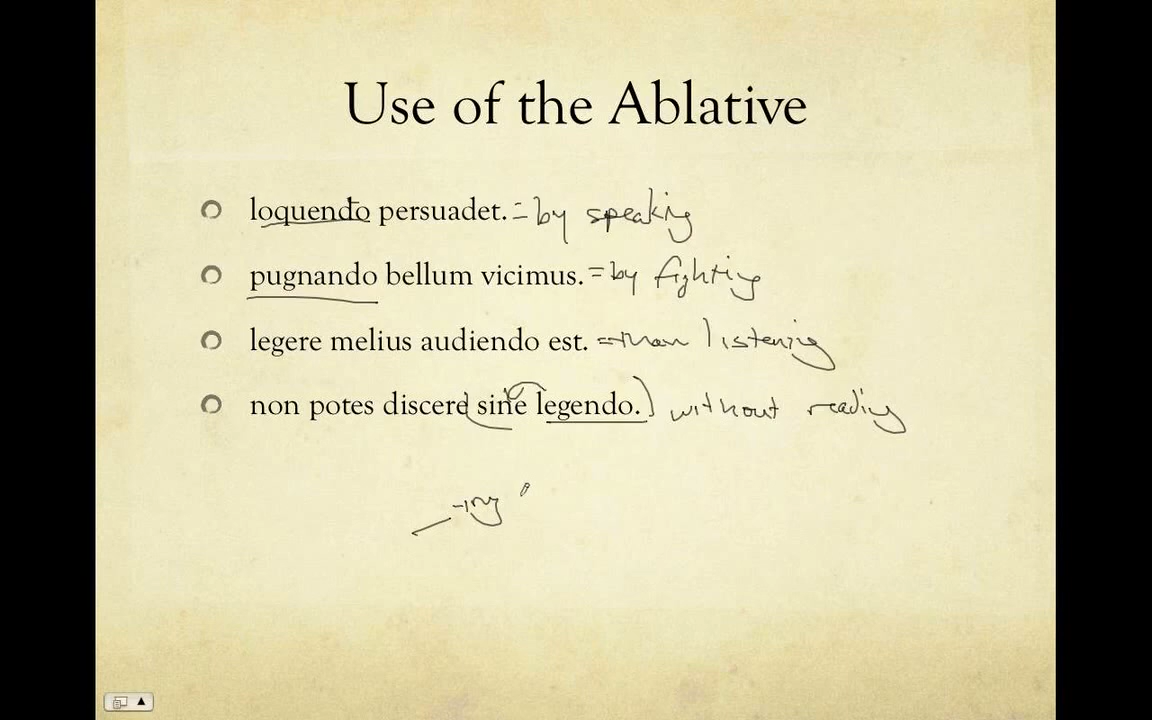 Use of the Ablative
loquendo persuadet. = by speaking
pugnando bellum vicimus. = by fighting
legere melius audiendo est. = than listening
non potes discere (sine legendo.) without reading
-ing